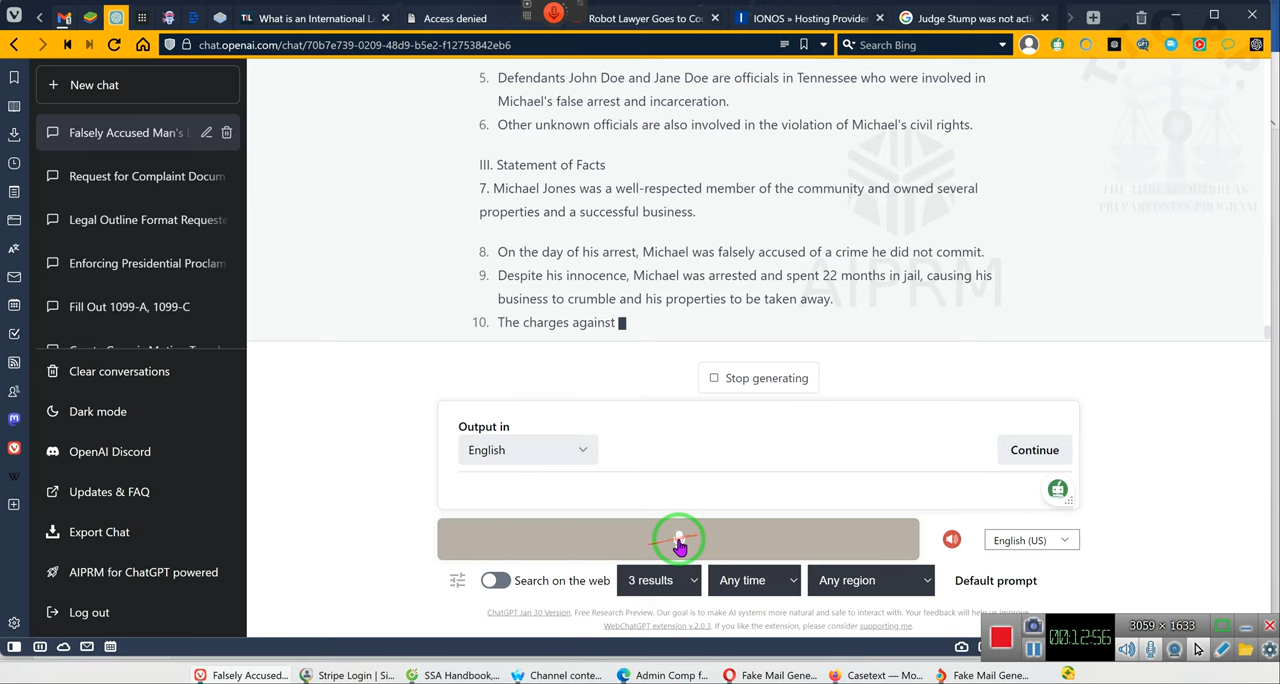 What is an International L
Access denied
Robot Lawyer Goes to Cou
IONOS » Hosting Provider
Judge Stump was not acti
chat.openai.com/chat/70b7e739-0209-48d9-b5e2-f12753842eb6
Search Bing
New chat
Falsely Accused Man's L
Request for Complaint Docum
Legal Outline Format Requeste
Enforcing Presidential Proclam
Fill Out 1099-A, 1099-C
Clear conversations
Dark mode
OpenAI Discord
Updates & FAQ
Export Chat
AIPRM for ChatGPT powered
Log out
5. Defendants John Doe and Jane Doe are officials in Tennessee who were involved in
Michael's false arrest and incarceration.
6. Other unknown officials are also involved in the violation of Michael's civil rights.
III. Statement of Facts
7. Michael Jones was a well-respected member of the community and owned several
properties and a successful business.
8. On the day of his arrest, Michael was falsely accused of a crime he did not commit.
9. Despite his innocence, Michael was arrested and spent 22 months in jail, causing his
business to crumble and his properties to be taken away.
10. The charges against
AIPRM
T.T.O.P.P.
THE THREAT OUTBREAK
PREPAREDNESS PROGRAM
Stop generating
Output in
English
Continue
English (US)
Search on the web
3 results
Any time
Any region
Default prompt
ChatGPT Jan 30 Version. Free Research Preview. Our goal is to make AI systems more natural and safe to interact with. Your feedback will help us improve.
WebChatGPT extension v.2.0.3. If you like the extension, please consider supporting me.
00:12:56
3059 × 1633
Falsely Accused...
Stripe Login | Si...
SSA Handbook,...
Channel conte...
Admin Comp f...
Fake Mail Gene...
Casetext — Mo...
Fake Mail Gene...